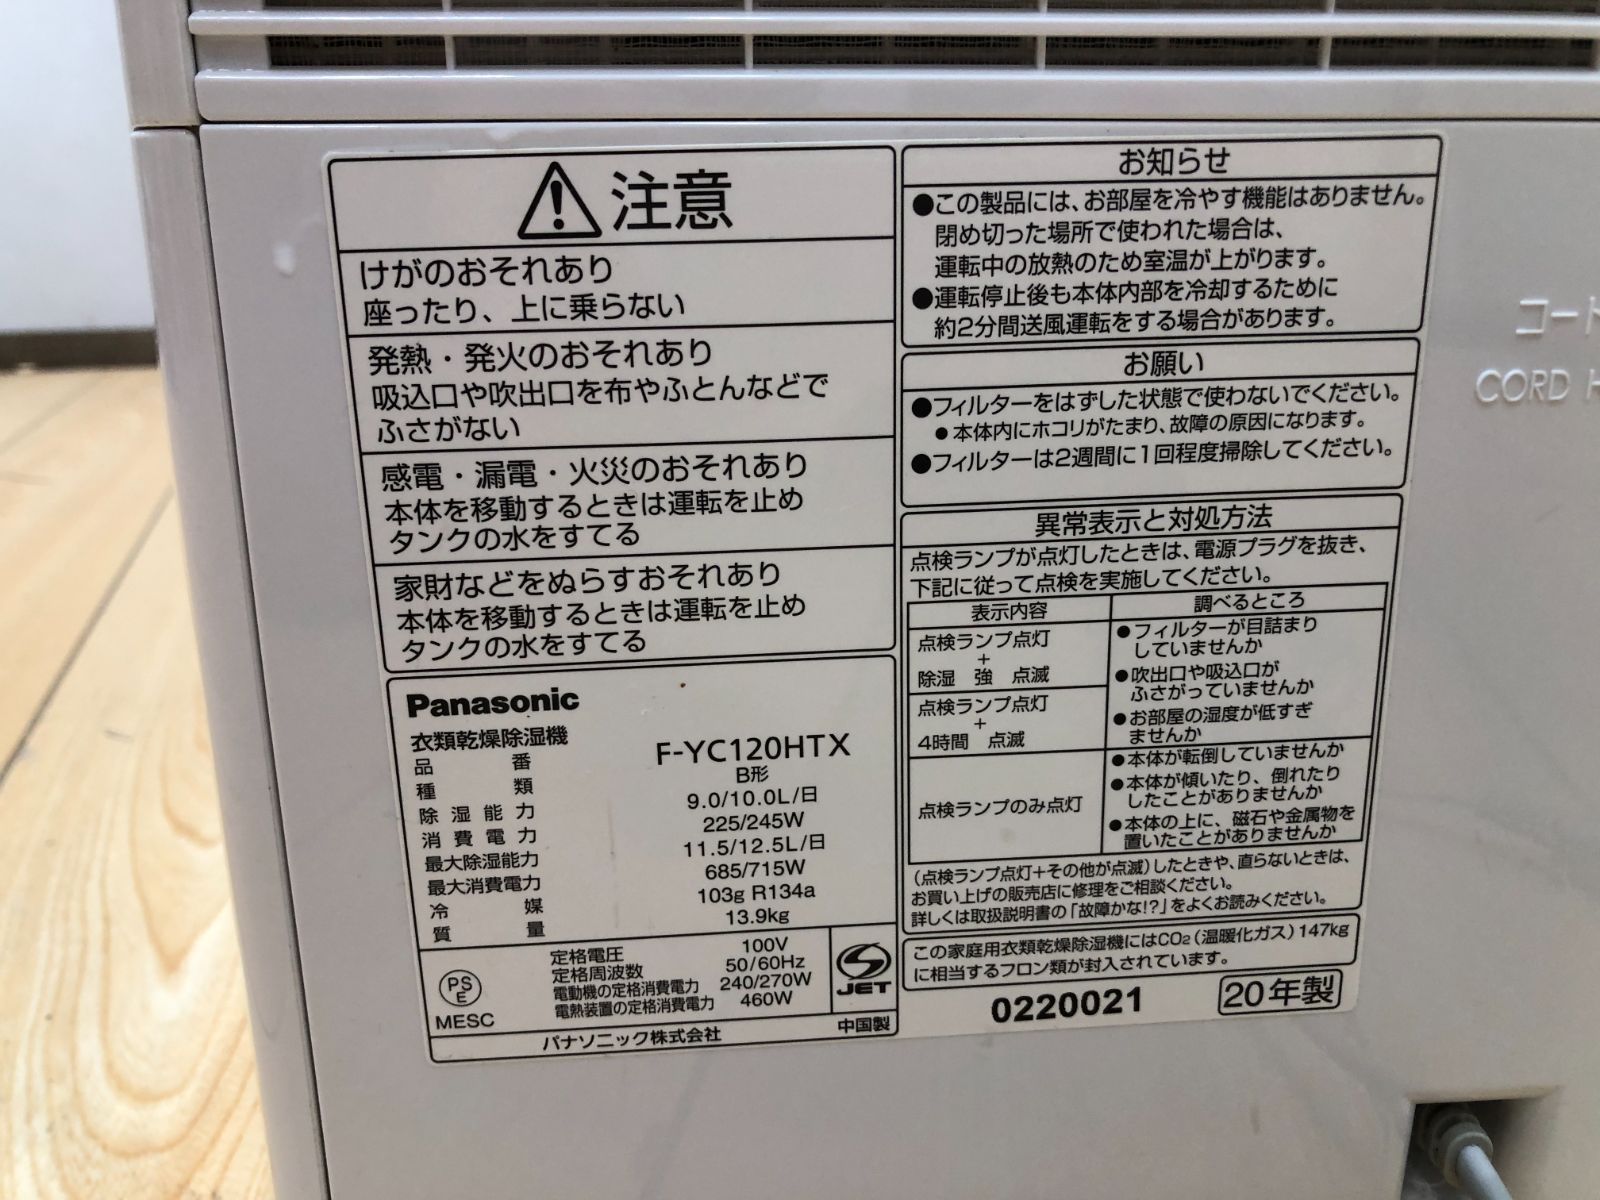 注意
けがのおそれあり
座ったり、上に乗らない
発熱・発火のおそれあり
吸込口や吹出口を布やふとんなどで
ふさがない
感電・漏電・火災のおそれあり
本体を移動するときは運転を止め
タンクの水をすてる
家財などをぬらすおそれあり
本体を移動するときは運転を止め
タンクの水をすてる
Panasonic
衣類乾燥除湿機
品番 F-YC120HTX
種類 B形
除湿能力 9.0/10.0L/日
消費電力 225/245W
最大除湿能力 11.5/12.5L/日
最大消費電力 685/715W
冷媒 103g R134a
質量 13.9kg
PS
E
MESC
定格電圧 100V
定格周波数 50/60Hz
電動機の定格消費電力 240/270W
電熱装置の定格消費電力 460W
JET
パナソニック株式会社
中国製
お知らせ
●この製品には、お部屋を冷やす機能はありません。
閉め切った場所で使われた場合は、
運転中の放熱のため室温が上がります。
●運転停止後も本体内部を冷却するために
約2分間送風運転をする場合があります。
お願い
●フィルターをはずした状態で使わないでください。
●本体内にホコリがたまり、故障の原因になります。
●フィルターは2週間に1回程度掃除してください。
異常表示と対処方法
点検ランプが点灯したときは、電源プラグを抜き、
下記に従って点検を実施してください。
表示内容 調べるところ
点検ランプ点灯
+
除湿 強 点滅
点検ランプ点灯
+
4時間 点滅
●フィルターが目詰まり
していませんか
●吹出口や吸込口が
ふさがっていませんか
●お部屋の湿度が低すぎ
ませんか
点検ランプのみ点灯
●本体が転倒していませんか
●本体が傾いたり、倒れたり
したことがありませんか
●本体の上に、磁石や金属物を
置いたことがありませんか
(点検ランプ点灯+その他が点滅)したときや、直らないときは、
お買い上げの販売店に修理をご相談ください。
詳しくは取扱説明書の「故障かな!?」をよくお読みください。
この家庭用衣類乾燥除湿機にはCO₂(温暖化ガス)147kg
に相当するフロン類が封入されています。
0220021
20年製
コード
CORD H